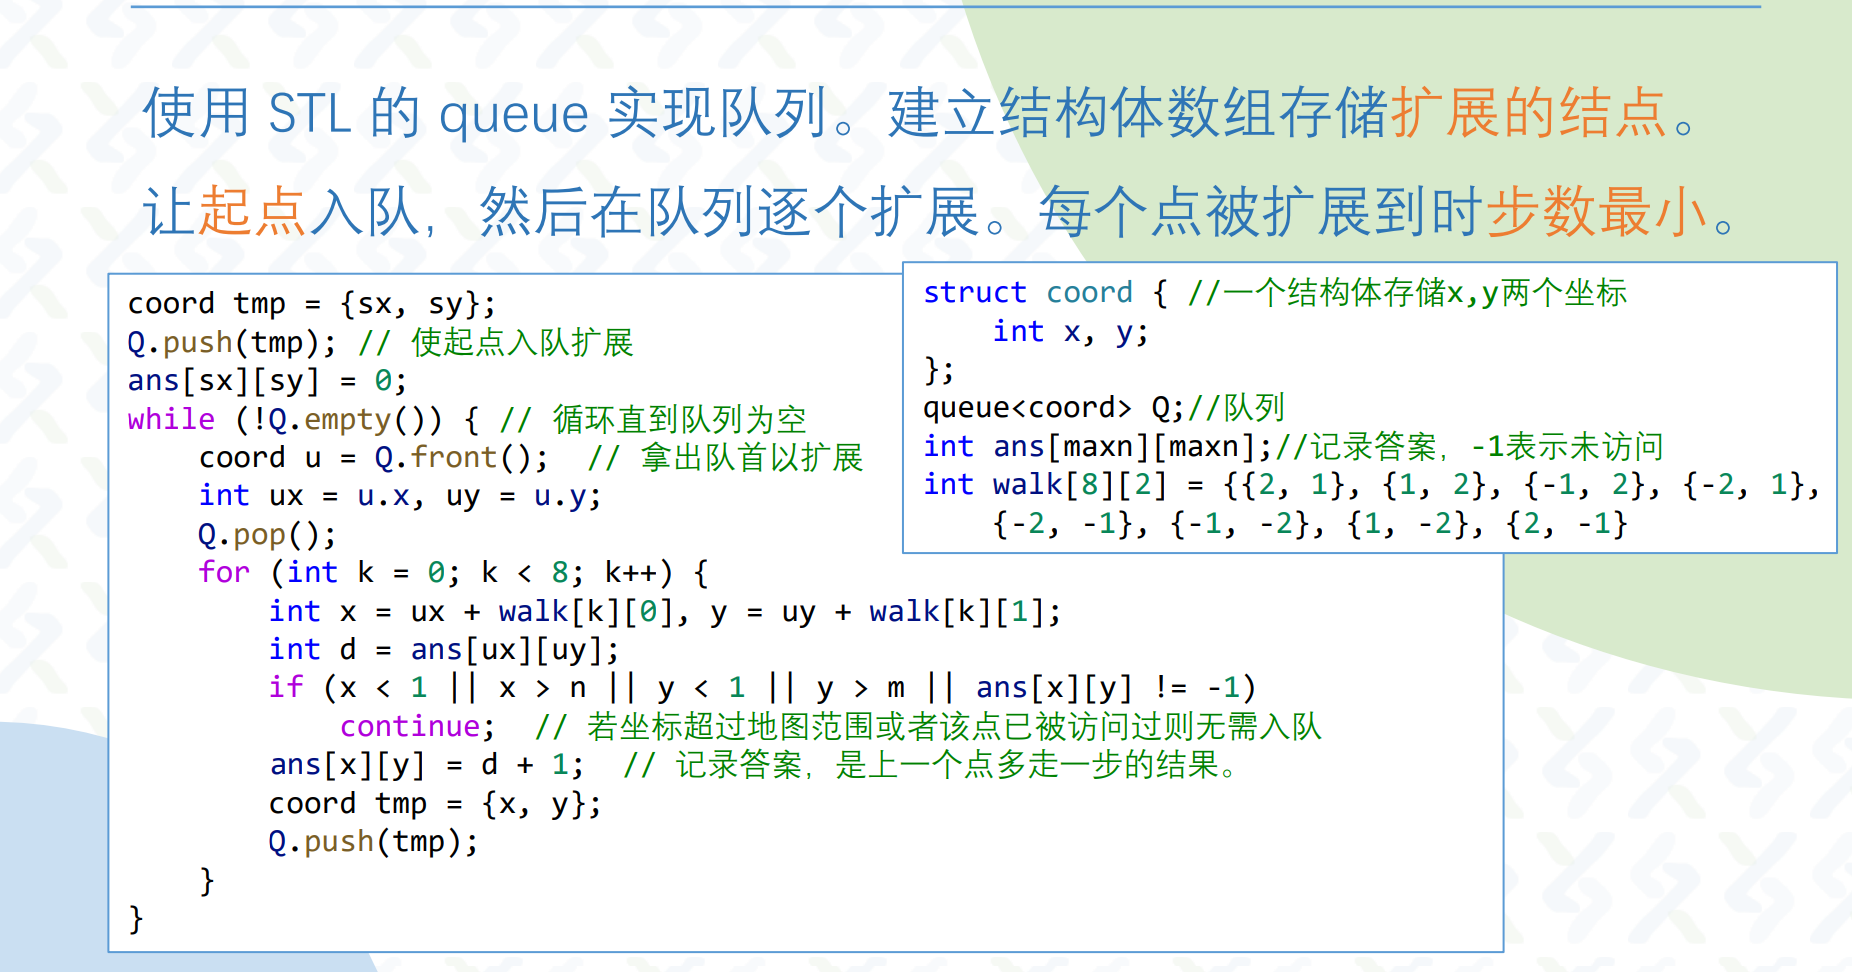 使用 STL 的 queue 实现队列。建立结构体数组存储扩展的结点。
让起点入队，然后在队列逐个扩展。每个点被扩展到时步数最小。
coord tmp = {sx, sy};
Q.push(tmp); // 使起点入队扩展
ans[sx][sy] = 0;
while (!Q.empty()) { // 循环直到队列为空
    coord u = Q.front();  // 拿出队首以扩展
    int ux = u.x, uy = u.y;
    Q.pop();
    for (int k = 0; k < 8; k++) {
        int x = ux + walk[k][0], y = uy + walk[k][1];
        int d = ans[ux][uy];
        if (x < 1 || x > n || y < 1 || y > m || ans[x][y] != -1)
            continue;  // 若坐标超过地图范围或者该点已被访问过则无需入队
        ans[x][y] = d + 1;  // 记录答案，是上一个点多走一步的结果。
        coord tmp = {x, y};
        Q.push(tmp);
    }
}
struct coord { //一个结构体存储x,y两个坐标
    int x, y;
};
queue<coord> Q;//队列
int ans[maxn][maxn];//记录答案，-1表示未访问
int walk[8][2] = {{2, 1}, {1, 2}, {-1, 2}, {-2, 1},
    {-2, -1}, {-1, -2}, {1, -2}, {2, -1}